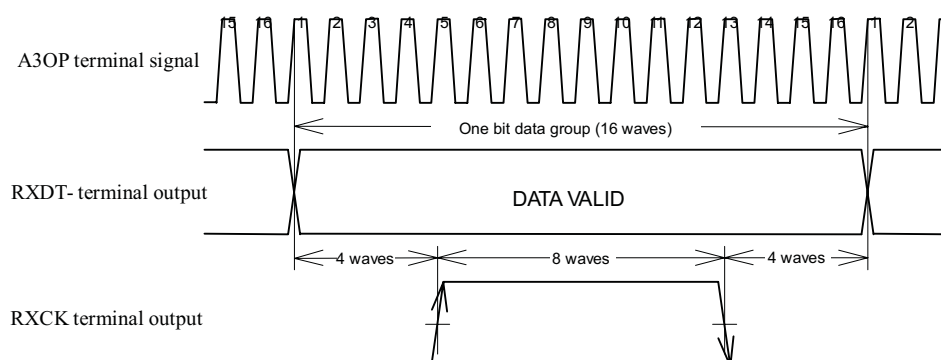 15 16 1 2 3 4 5 6 7 8 9 10 11 12 13 14 15 16 1 2
A3OP terminal signal
One bit data group (16 waves)
RXDT- terminal output
DATA VALID
4 waves 8 waves 4 waves
RXCK terminal output